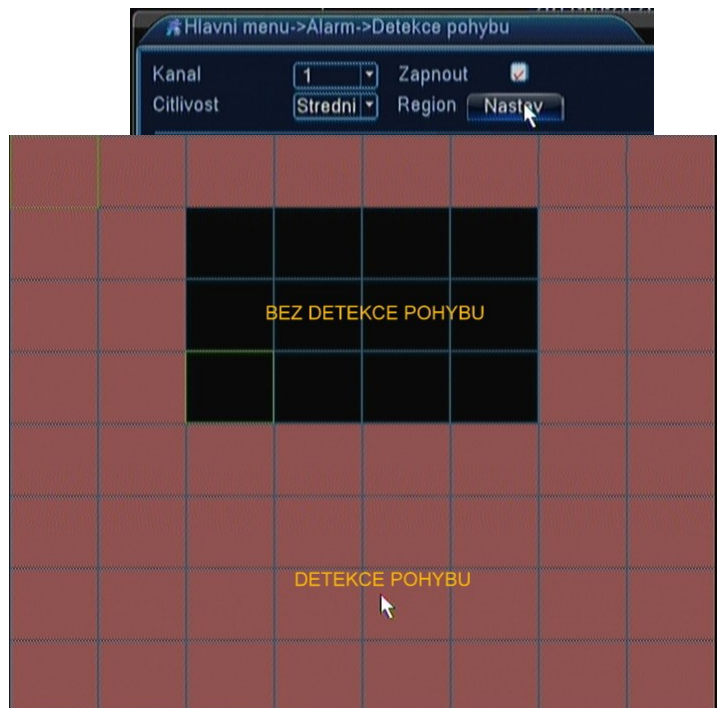 Hlavni menu->Alarm->Detekce pohybu
Kanal 1 Zapnout
Citlivost Stredni Region Nastav
BEZ DETEKCE POHYBU
DETEKCE POHYBU